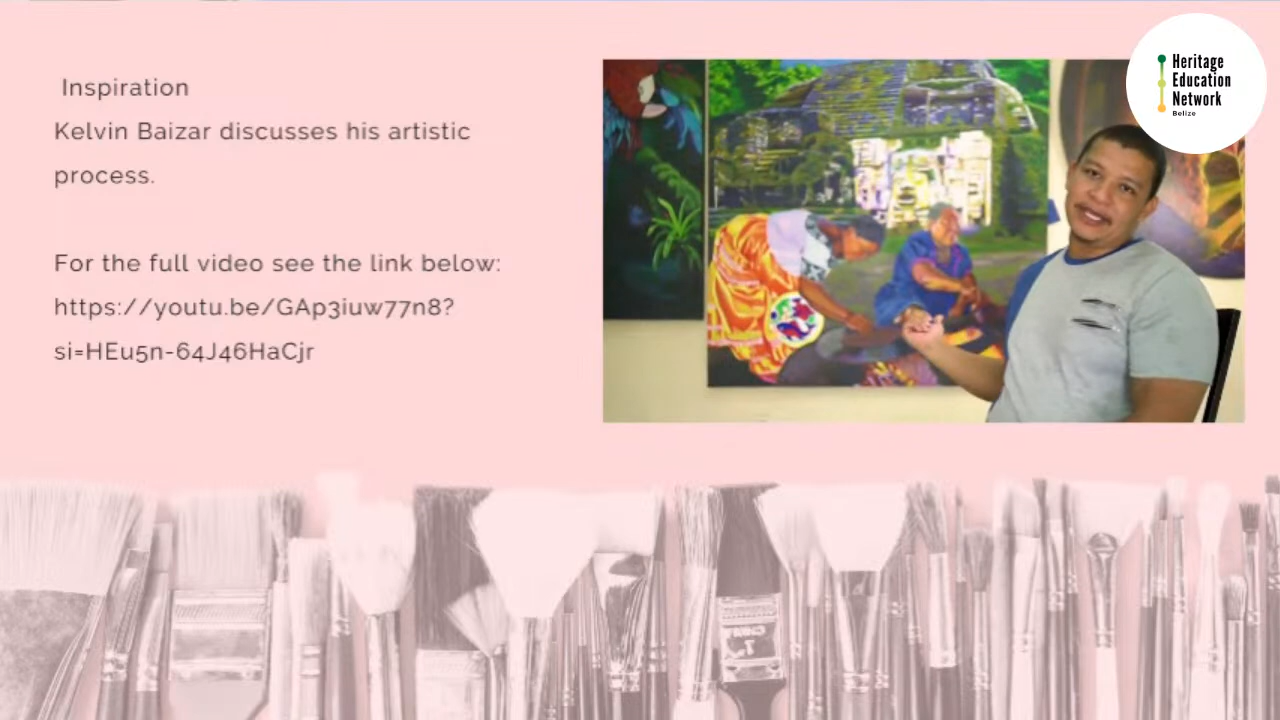 Inspiration
Kelvin Baizar discusses his artistic
process.
For the full video see the link below:
https://youtu.be/GAp3iuw77n8?
si=HEu5n-64J46HaCjr
Heritage
Education
Network
Belize